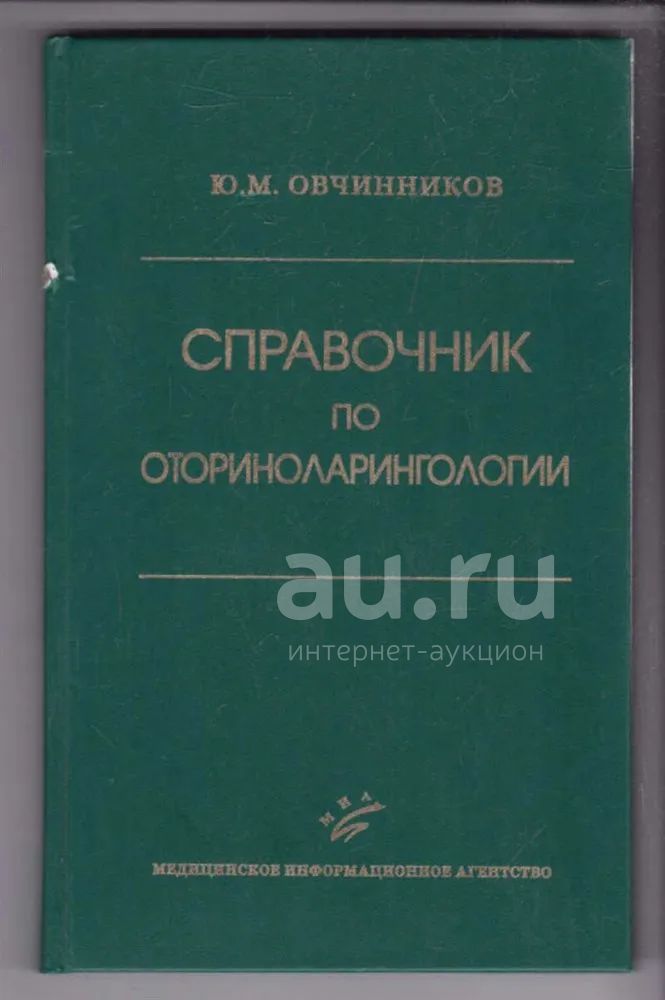 Ю.М. ОВЧИННИКОВ
СПРАВОЧНИК
ПО
ОТОРИНОЛАРИНГОЛОГИИ
au.ru
интернет-аукцион
МИА
МЕДИЦИНСКОЕ ИНФОРМАЦИОННОЕ АГЕНТСТВО